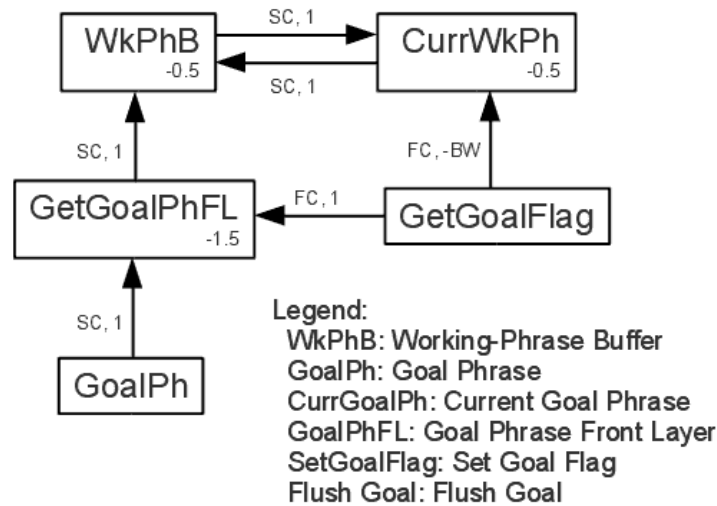 SC, 1
WkPhB
-0.5
CurrWkPh
-0.5
SC, 1
SC, 1
FC, -BW
GetGoalPhFL
-1.5
FC, 1
GetGoalFlag
SC, 1
GoalPh
Legend:
WkPhB: Working-Phrase Buffer
GoalPh: Goal Phrase
CurrGoalPh: Current Goal Phrase
GoalPhFL: Goal Phrase Front Layer
SetGoalFlag: Set Goal Flag
Flush Goal: Flush Goal